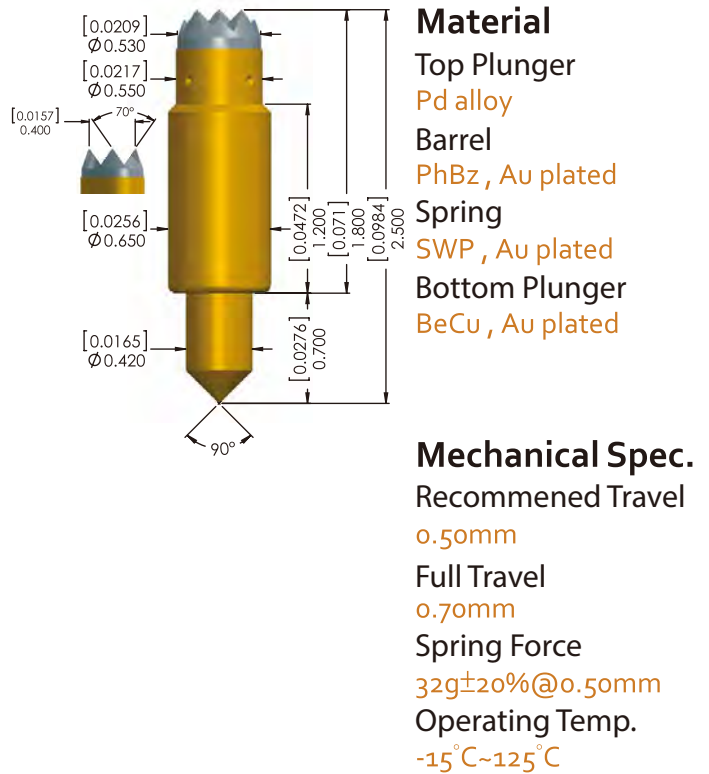 [0.0209]
Ø0.530
[0.0217]
Ø0.550
[0.0157]
0.400
70°
[0.0256]
Ø0.650
[0.0165]
Ø0.420
[0.0472]
1.200
[0.071]
1.800
[0.0984]
2.500
[0.0276]
0.700
90°
Material
Top Plunger
Pd alloy
Barrel
PhBz , Au plated
Spring
SWP , Au plated
Bottom Plunger
BeCu , Au plated
Mechanical Spec.
Recommened Travel
0.50mm
Full Travel
0.70mm
Spring Force
32g±20%@0.50mm
Operating Temp.
-15°C~125°C